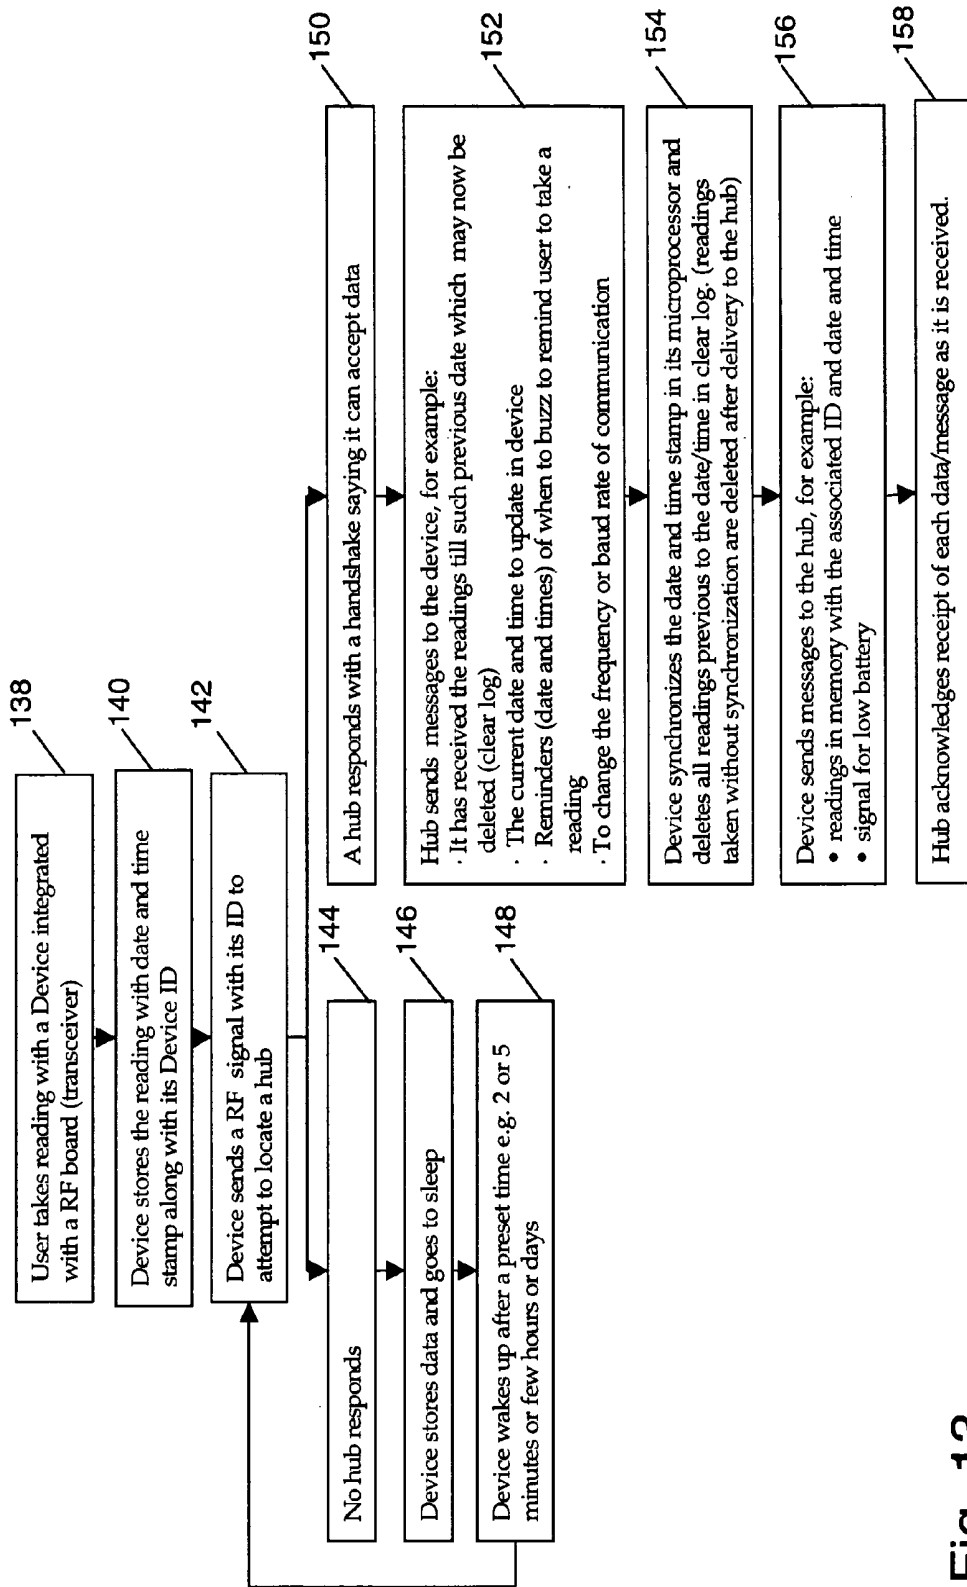 138
User takes reading with a Device integrated
with a RF board (transceiver)
140
Device stores the reading with date and time
stamp along with its Device ID
142
Device sends a RF signal with its ID to
attempt to locate a hub
144
No hub responds
146
Device stores data and goes to sleep
148
Device wakes up after a preset time e.g. 2 or 5
minutes or few hours or days
150
A hub responds with a handshake saying it can accept data
152
Hub sends messages to the device, for example:
· It has received the readings till such previous date which may now be
deleted (clear log)
· The current date and time to update in device
· Reminders (date and times) of when to buzz to remind user to take a
reading
· To change the frequency or baud rate of communication
154
Device synchronizes the date and time stamp in its microprocessor and
deletes all readings previous to the date/time in clear log. (readings
taken without synchronization are deleted after delivery to the hub)
156
Device sends messages to the hub, for example:
• readings in memory with the associated ID and date and time
• signal for low battery
158
Hub acknowledges receipt of each data/message as it is received.
Fig.